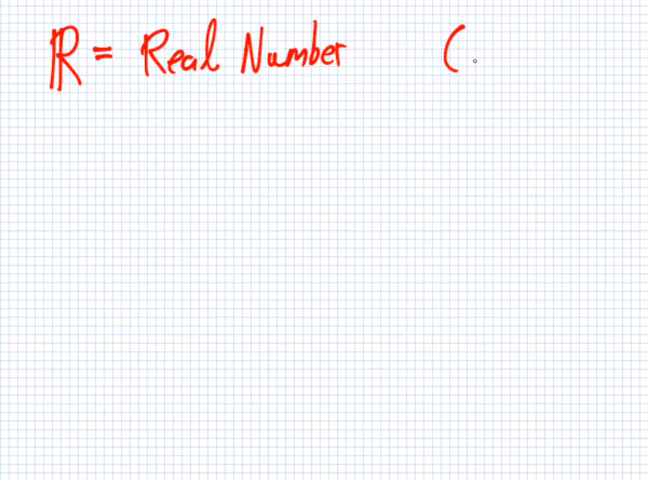 ℝ = Real Number (